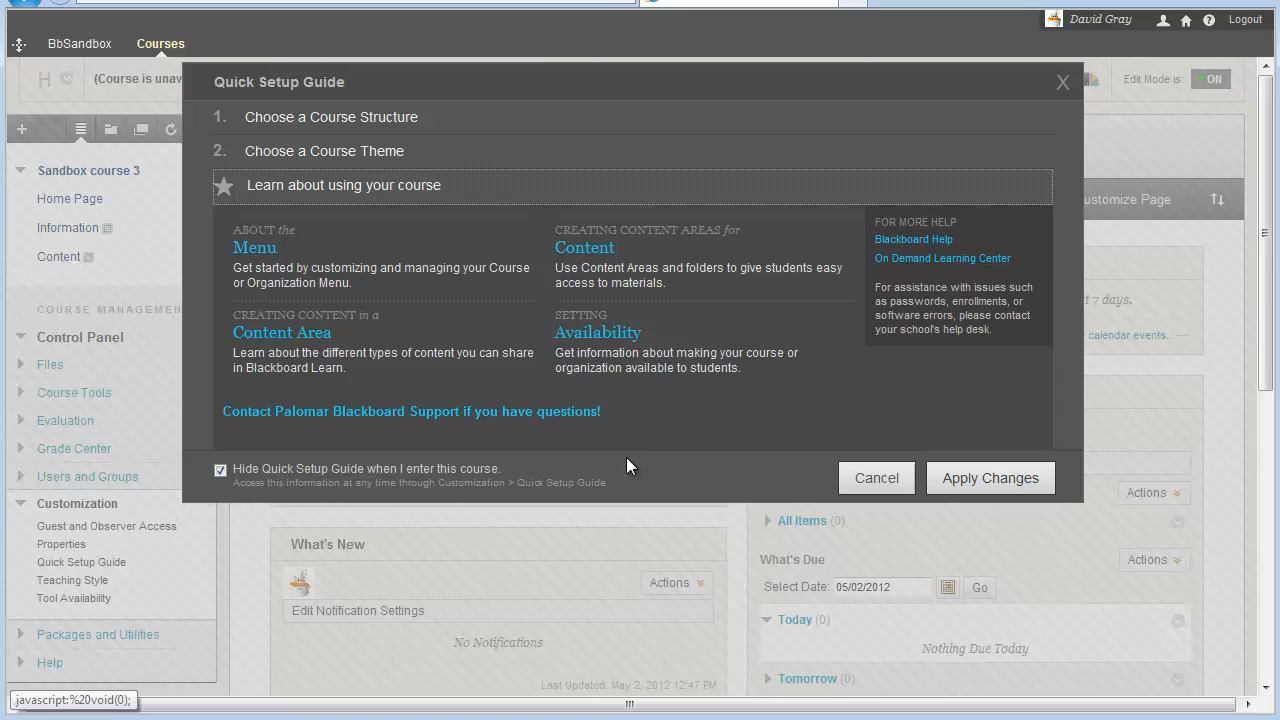 David Gray
Logout
BbSandbox
Courses
H
(Course is unav
Edit Mode is:
ON
Quick Setup Guide
X
1. Choose a Course Structure
2. Choose a Course Theme
Learn about using your course
ABOUT the
Menu
Get started by customizing and managing your Course
or Organization Menu.
CREATING CONTENT AREAS for
Content
Use Content Areas and folders to give students easy
access to materials.
CREATING CONTENT in a
Content Area
Learn about the different types of content you can share
in Blackboard Learn.
SETTING
Availability
Get information about making your course or
organization available to students.
FOR MORE HELP
Blackboard Help
On Demand Learning Center
For assistance with issues such
as passwords, enrollments, or
software errors, please contact
your school's help desk.
Contact Palomar Blackboard Support if you have questions!
Hide Quick Setup Guide when I enter this course.
Access this information at any time through Customization > Quick Setup Guide
Cancel
Apply Changes
Sandbox course 3
Home Page
Information
Content
COURSE MANAGEMEN
Control Panel
Files
Course Tools
Evaluation
Grade Center
Users and Groups
Customization
Guest and Observer Access
Properties
Quick Setup Guide
Teaching Style
Tool Availability
Packages and Utilities
Help
javascript:%20void(0);
ustomize Page
t 7 days.
calendar events...
Actions
What's New
Actions
Edit Notification Settings
No Notifications
Last Updated: May 2, 2012 12:47 PM
All Items (0)
What's Due
Actions
Select Date: 05/02/2012
Go
Today (0)
Nothing Due Today
Tomorrow (0)